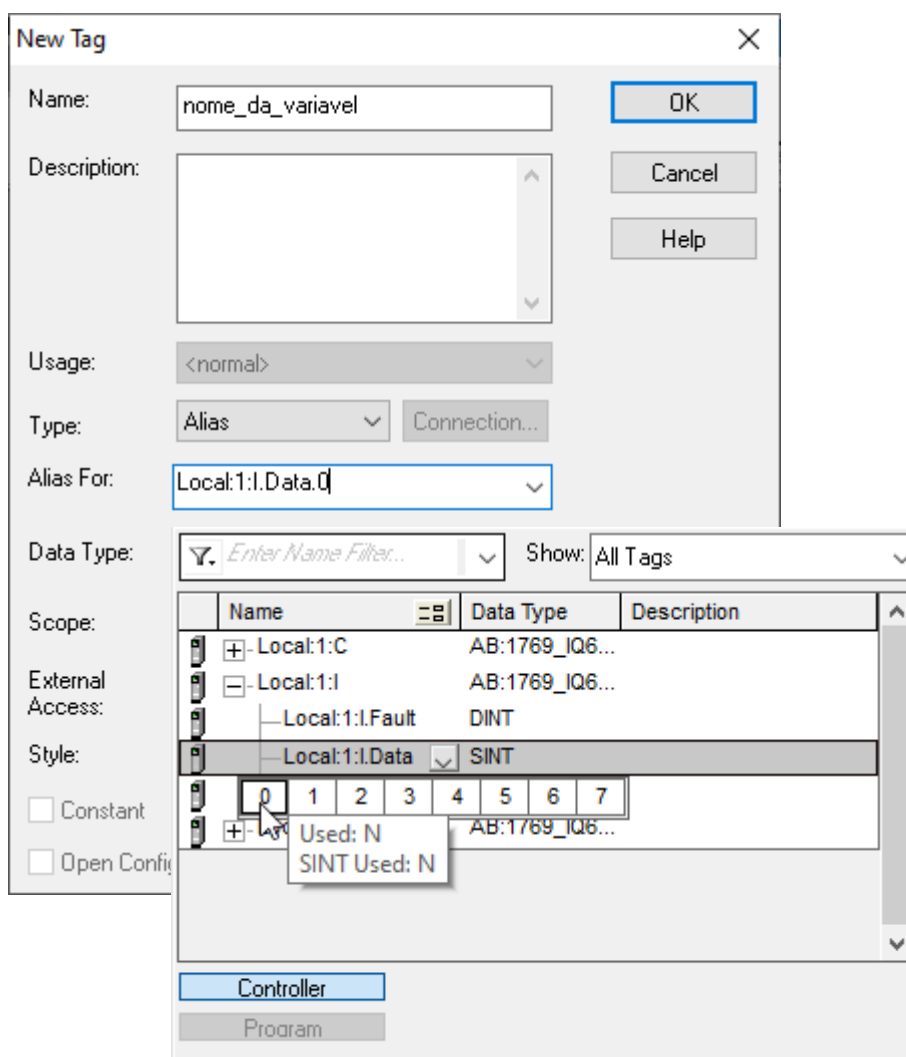 New Tag
Name: nome_da_variavel OK
Description: Cancel
Help
Usage: <normal>
Type: Alias Connection...
Alias For: Local:1:I.Data.0
Data Type: Enter Name Filter... Show: All Tags
Name Data Type Description
Scope: Local:1:C AB:1769_IQ6...
External Access: Local:1:I AB:1769_IQ6...
Local:1:I.Fault DINT
Style: Local:1:I.Data SINT
Constant 0 1 2 3 4 5 6 7
AB:1769_IQ6...
Used: N
Open Config
SINT Used: N
Controller
Program